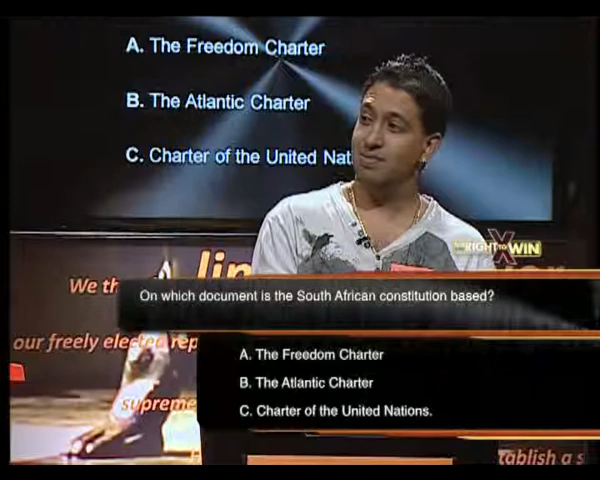 A. The Freedom Charter
B. The Atlantic Charter
C. Charter of the United Nat
RIGHT TO WIN
We th
our freely elected rep
supreme
On which document is the South African constitution based?
A. The Freedom Charter
B. The Atlantic Charter
C. Charter of the United Nations.
tablish a s